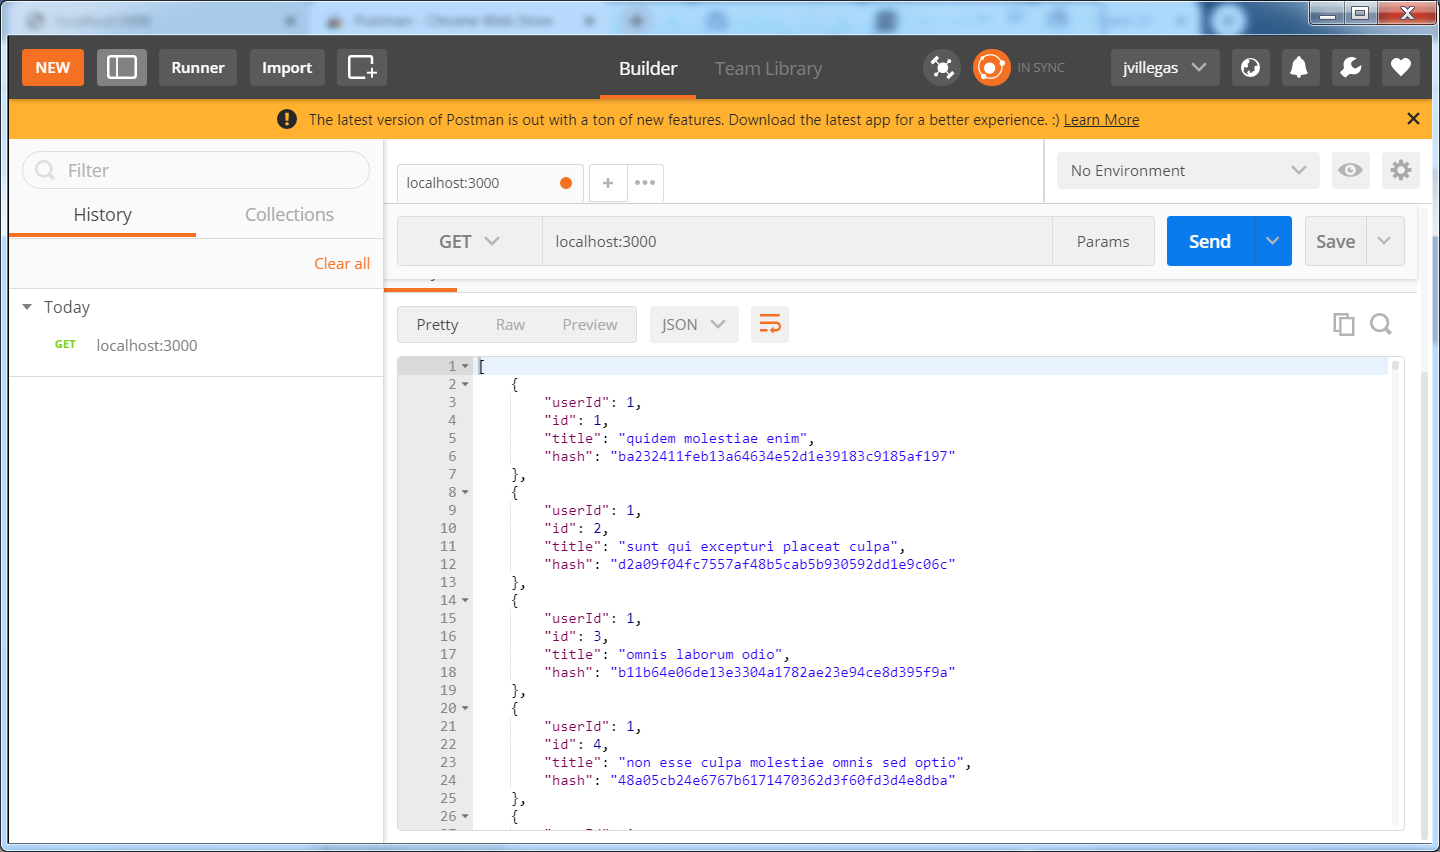 localhost:3000
Postman - Chrome Web Store
NEW
Runner
Import
Builder
Team Library
IN SYNC
jvillegas
The latest version of Postman is out with a ton of new features. Download the latest app for a better experience. :) Learn More
Filter
History
Collections
Clear all
Today
GET localhost:3000
localhost:3000
No Environment
GET
localhost:3000
Params
Send
Save
Pretty
Raw
Preview
JSON
1 [
2 {
3 "userId": 1,
4 "id": 1,
5 "title": "quidem molestiae enim",
6 "hash": "ba232411feb13a64634e52d1e39183c9185af197"
7 },
8 {
9 "userId": 1,
10 "id": 2,
11 "title": "sunt qui excepturi placeat culpa",
12 "hash": "d2a09f04fc7557af48b5cab5b930592dd1e9c06c"
13 },
14 {
15 "userId": 1,
16 "id": 3,
17 "title": "omnis laborum odio",
18 "hash": "b11b64e06de13e3304a1782ae23e94ce8d395f9a"
19 },
20 {
21 "userId": 1,
22 "id": 4,
23 "title": "non esse culpa molestiae omnis sed optio",
24 "hash": "48a05cb24e6767b6171470362d3f60fd3d4e8dba"
25 },
26 {